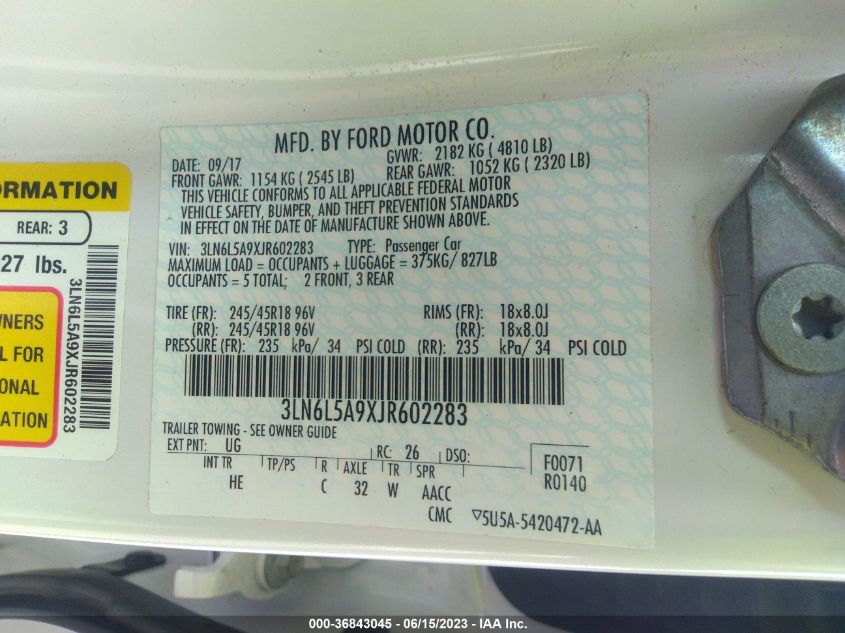 MFD. BY FORD MOTOR CO.
DATE: 09/17 GVWR: 2182 KG ( 4810 LB)
FRONT GAWR: 1154 KG ( 2545 LB) REAR GAWR: 1052 KG ( 2320 LB)
THIS VEHICLE CONFORMS TO ALL APPLICABLE FEDERAL MOTOR
VEHICLE SAFETY, BUMPER, AND THEFT PREVENTION STANDARDS
IN EFFECT ON THE DATE OF MANUFACTURE SHOWN ABOVE.
VIN: 3LN6L5A9XJR602283 TYPE: Passenger Car
MAXIMUM LOAD = OCCUPANTS + LUGGAGE = 375KG/ 827LB
OCCUPANTS = 5 TOTAL; 2 FRONT, 3 REAR
TIRE (FR): 245/45R18 96V RIMS (FR): 18x8.0J
(RR): 245/45R18 96V (RR): 18x8.0J
PRESSURE (FR): 235 kPa/ 34 PSI COLD (RR): 235 kPa/ 34 PSI COLD
3LN6L5A9XJR602283
TRAILER TOWING - SEE OWNER GUIDE
EXT PNT: UG RC: 26 DSO: F0071
INT TR TP/PS R AXLE TR SPR R0140
HE C 32 W AACC
CMC ▽5U5A-5420472-AA
ORMATION
REAR: 3
27 lbs.
WNERS
L FOR
ONAL
ATION
3LN6L5A9XJR602283
000-36843045 - 06/15/2023 - IAA Inc.